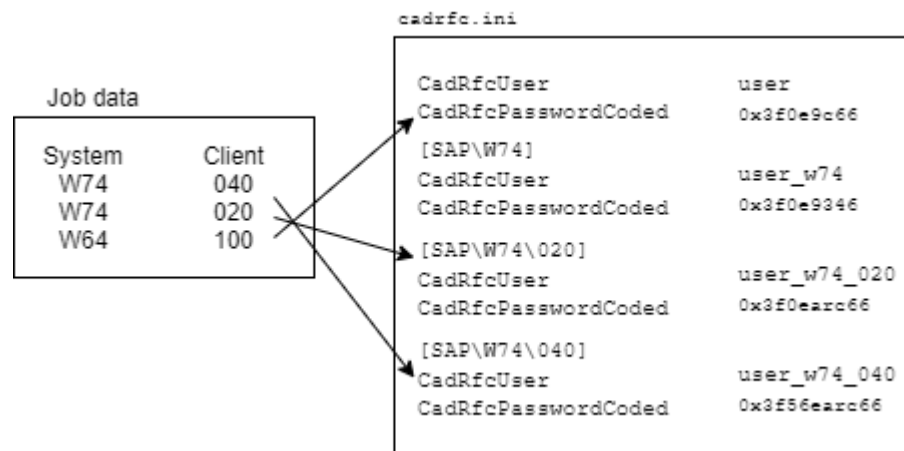 cadrfc.ini
Job data
System Client
W74 040
W74 020
W64 100
CadRfcUser user
CadRfcPasswordCoded 0x3f0e9c66
[SAP\W74]
CadRfcUser user_w74
CadRfcPasswordCoded 0x3f0e9346
[SAP\W74\020]
CadRfcUser user_w74_020
CadRfcPasswordCoded 0x3f0earc66
[SAP\W74\040]
CadRfcUser user_w74_040
CadRfcPasswordCoded 0x3f56earc66